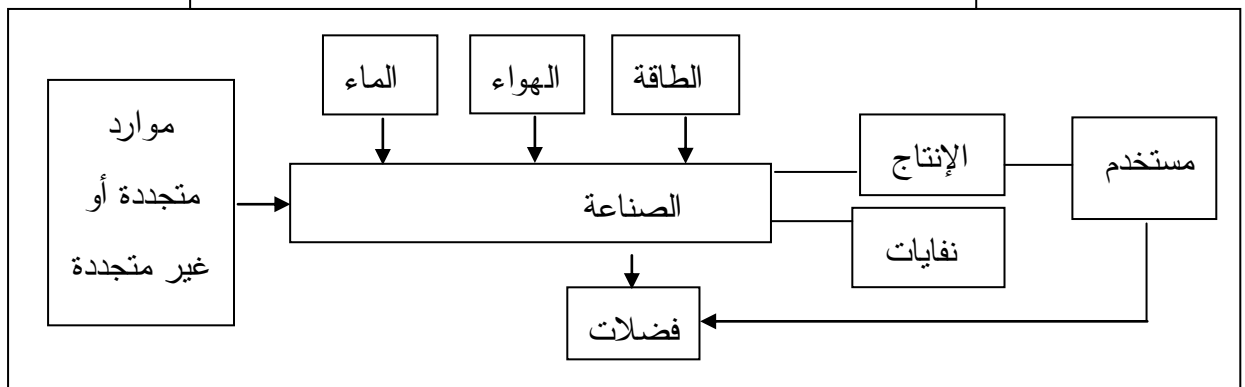 الطاقة
الهواء
الماء
موارد
متجددة أو
غير متجددة
الصناعة
الإنتاج
مستخدم
نفايات
فضلات